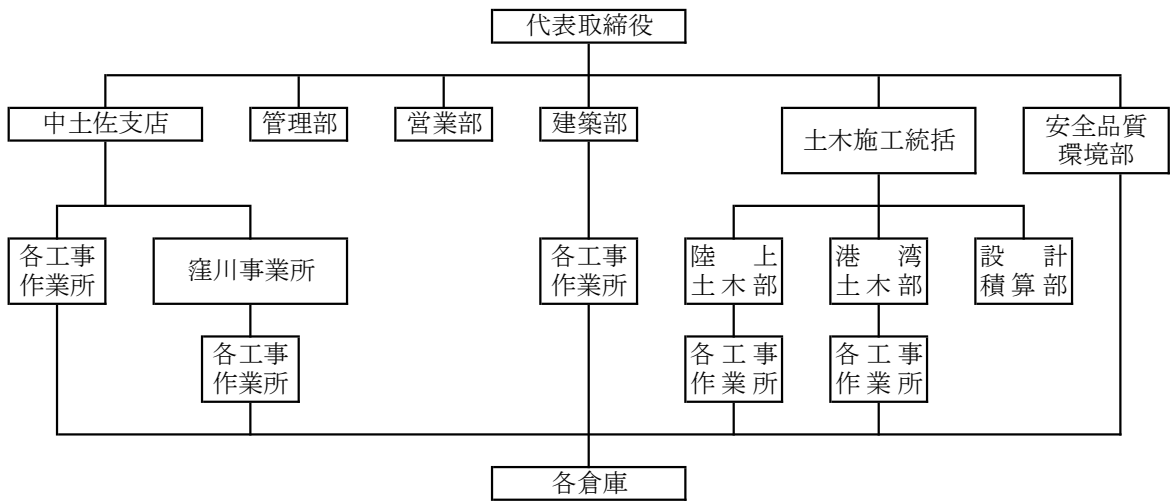 代表取締役
中土佐支店
管理部
営業部
建築部
土木施工統括
安全品質
環境部
各工事
作業所
窪川事業所
各工事
作業所
陸上
土木部
港湾
土木部
設計
積算部
各工事
作業所
各工事
作業所
各工事
作業所
各倉庫